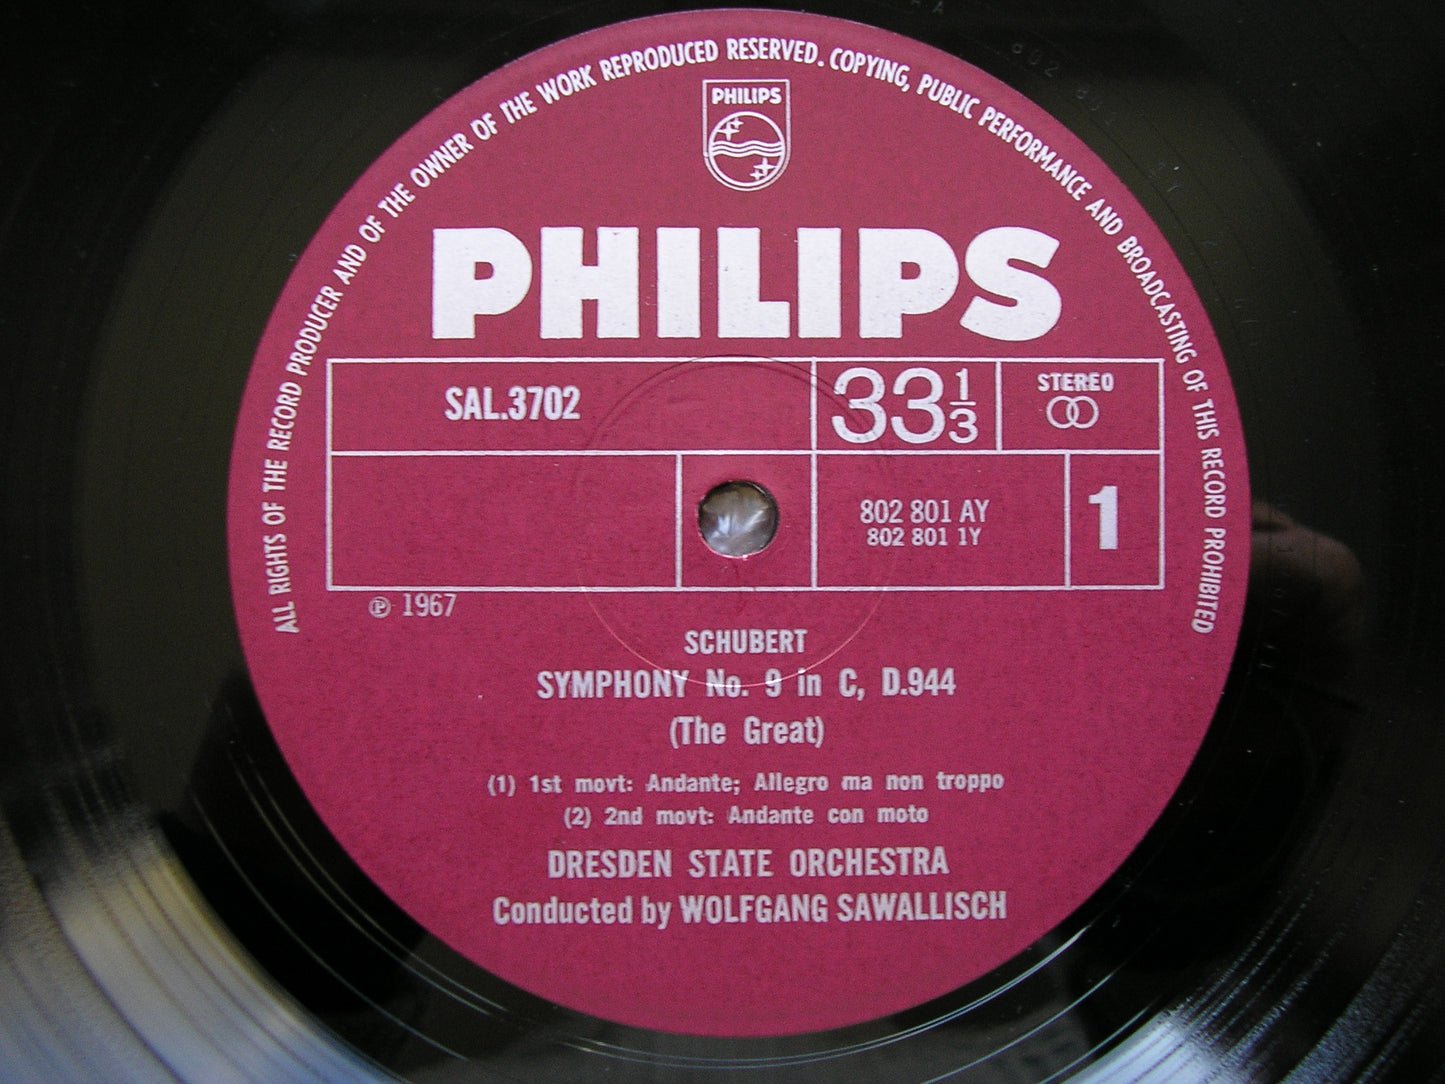 ALL RIGHTS OF THE RECORD PRODUCER AND OF THE OWNER OF THE WORK REPRODUCED RESERVED. COPYING, PUBLIC PERFORMANCE AND BROADCASTING OF THIS RECORD PROHIBITED
PHILIPS
PHILIPS
SAL.3702
33 1/3
STEREO
802 801 AY
802 801 1Y
1
℗ 1967
SCHUBERT
SYMPHONY No. 9 in C, D.944
(The Great)
(1) 1st movt: Andante; Allegro ma non troppo
(2) 2nd movt: Andante con moto
DRESDEN STATE ORCHESTRA
Conducted by WOLFGANG SAWALLISCH